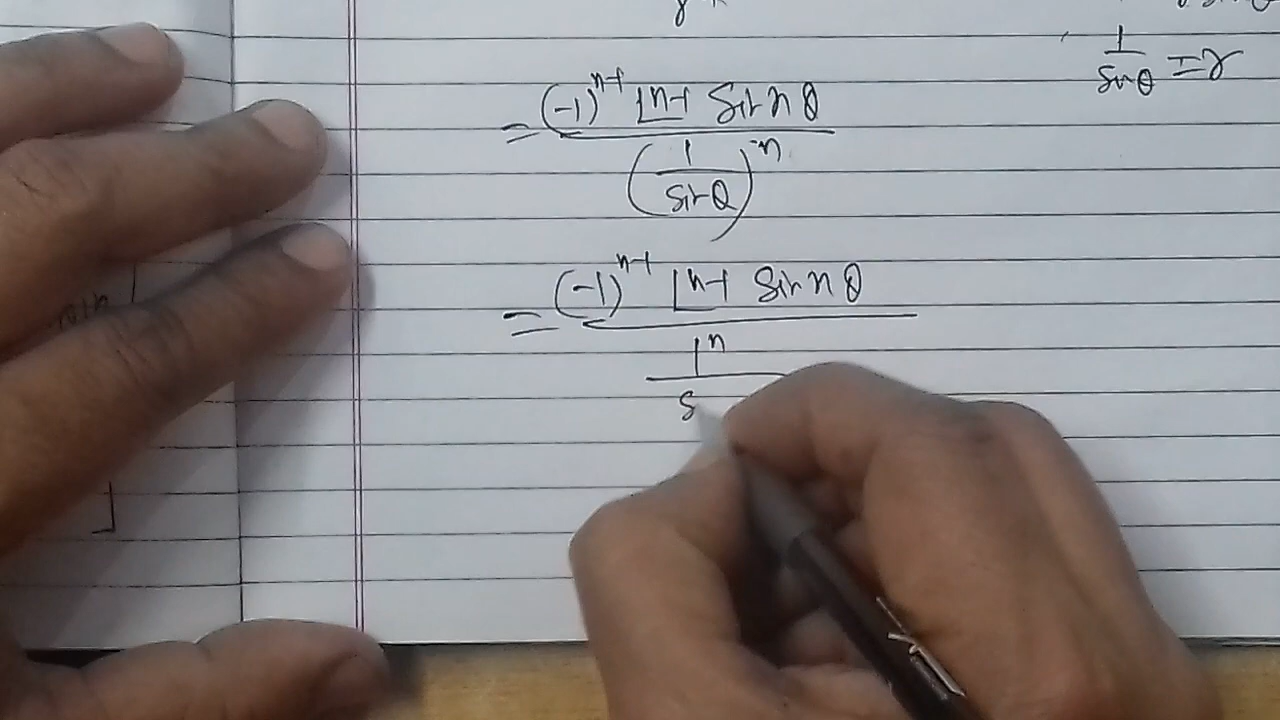 1/sinθ = r
= (-1)^{n-1} ⌊n-1 Sin nθ / (1/sinθ)^{-n}
= (-1)^{n-1} ⌊n-1 Sin nθ / (1^n / s